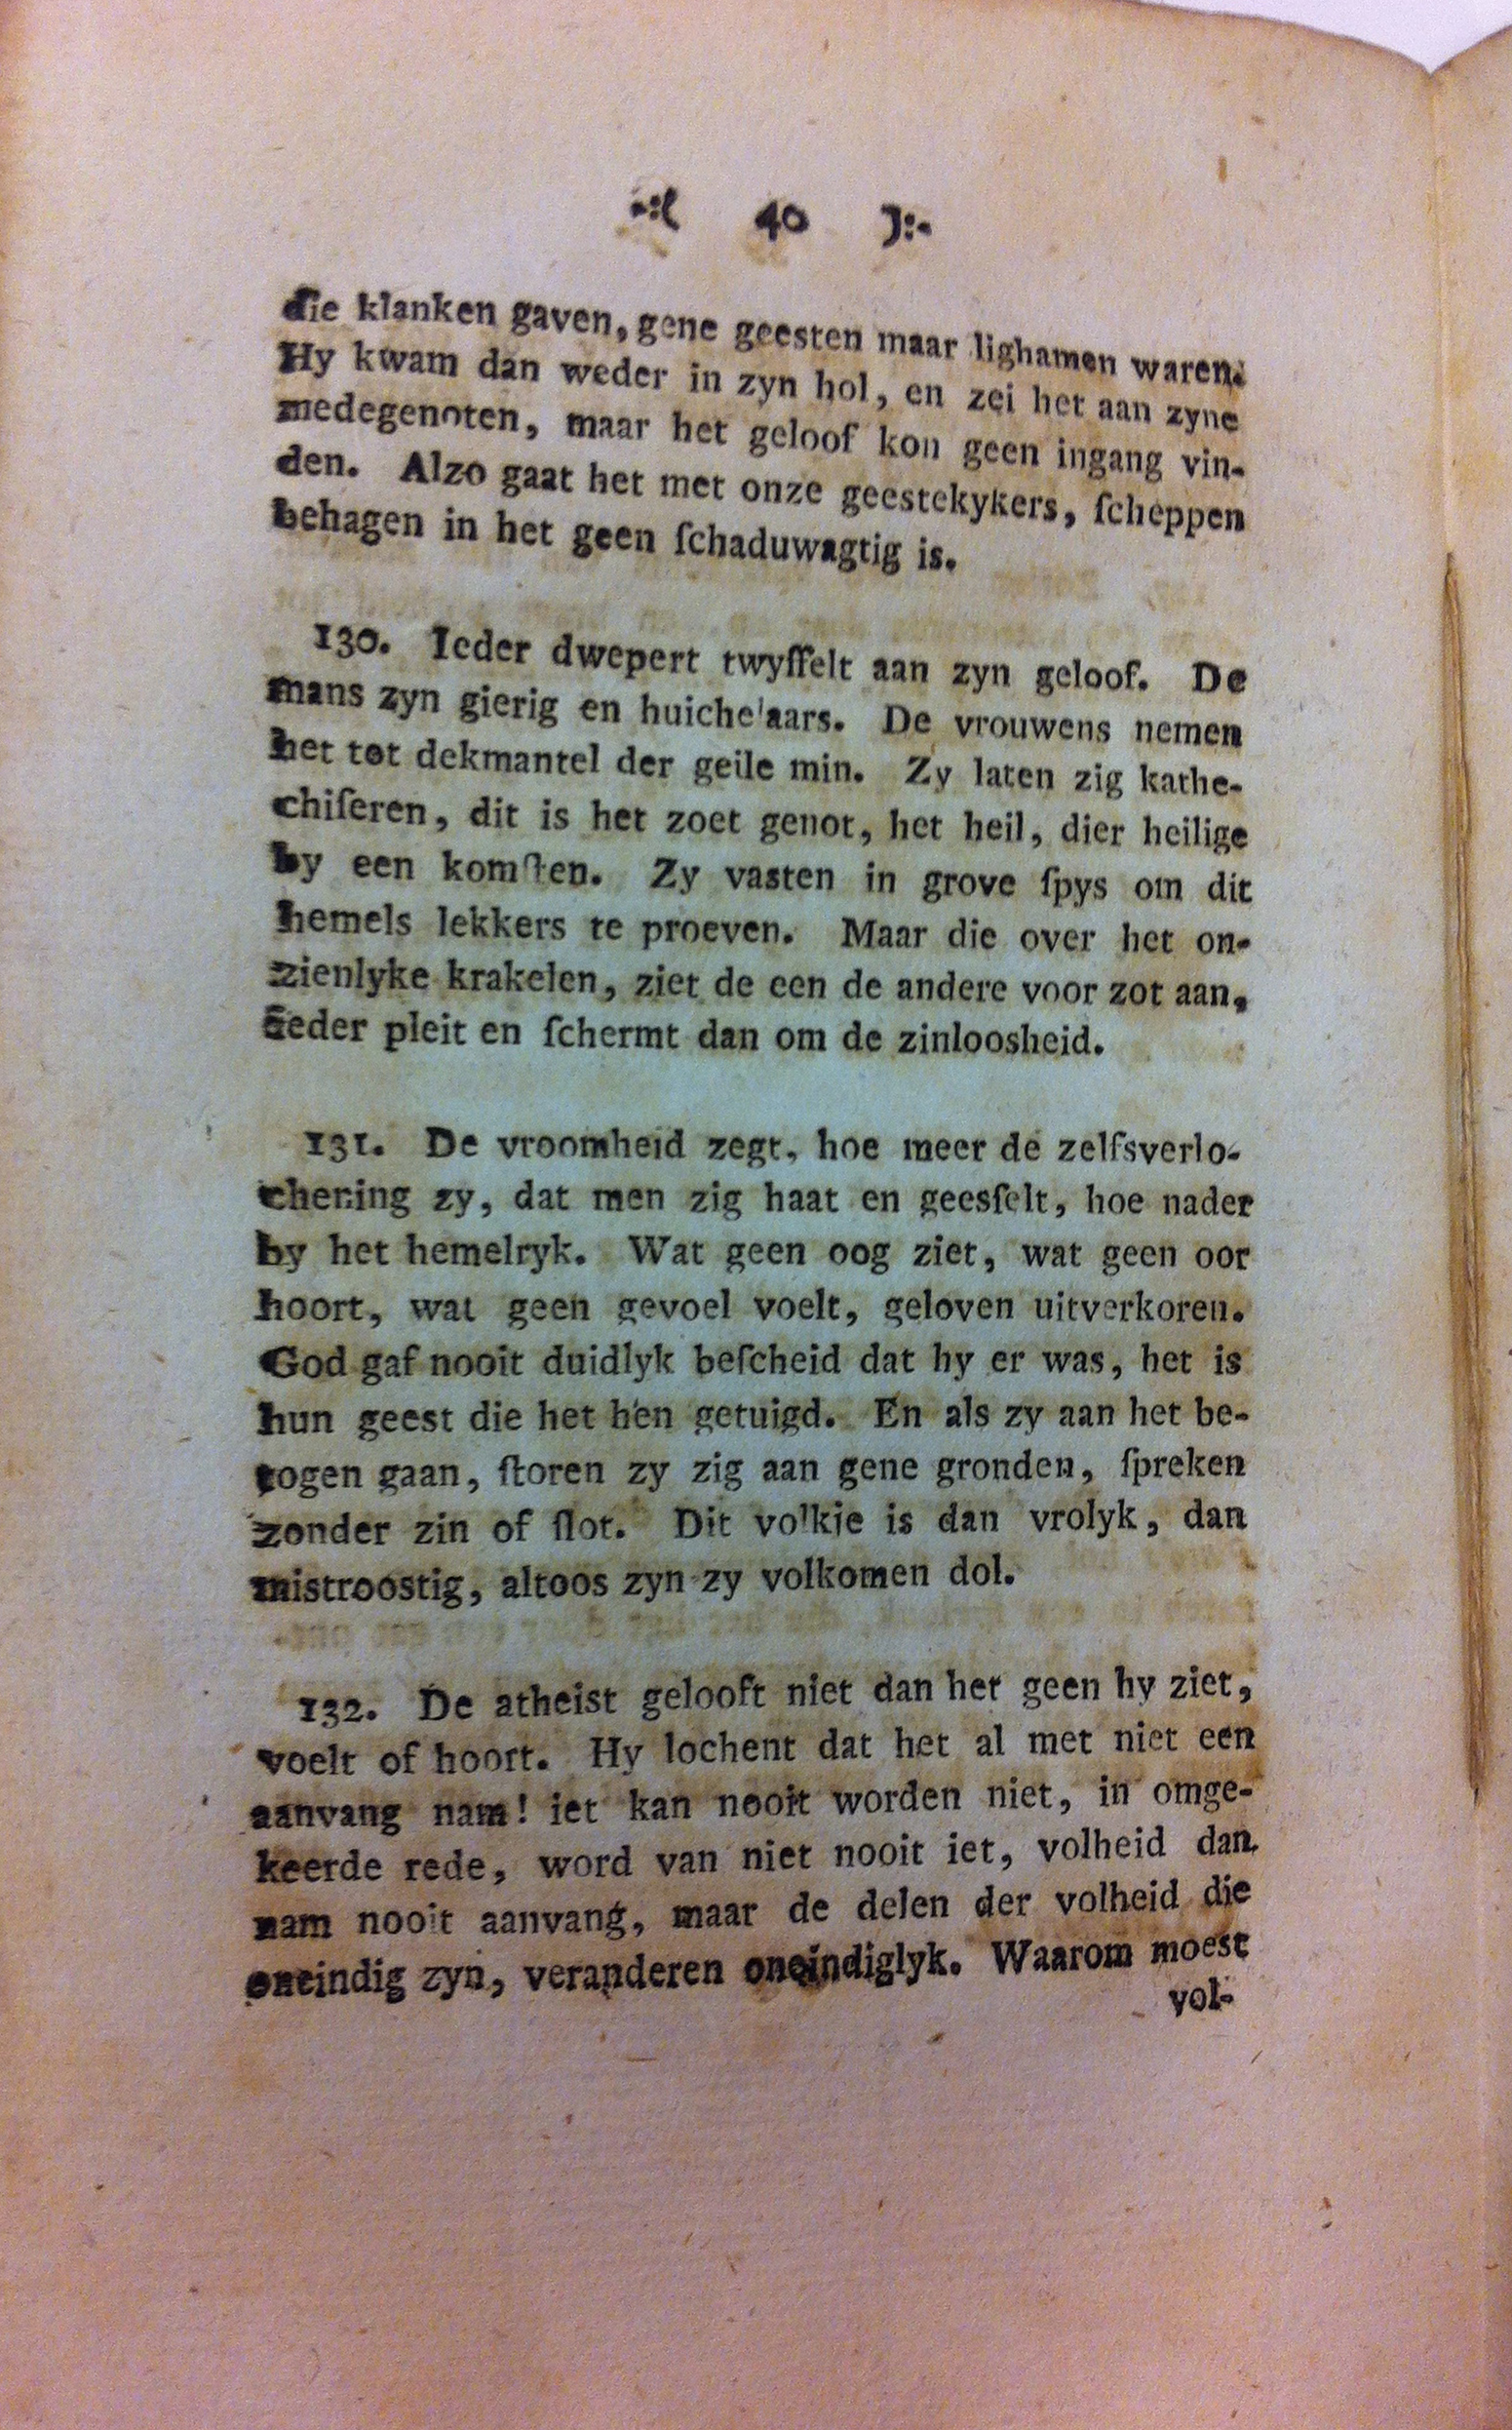 -:( 40 ):-
die klanken gaven, gene geesten maar lighamen waren.
Hy kwam dan weder in zyn hol, en zei het aan zyne
medegenoten, maar het geloof kon geen ingang vin-
den. Alzo gaat het met onze geestekykers, ſcheppen
behagen in het geen ſchaduwagtig is.
130. Ieder dwepert twyffelt aan zyn geloof. De
mans zyn gierig en huichelaars. De vrouwens nemen
het tot dekmantel der geile min. Zy laten zig kathe-
chiſeren, dit is het zoet genot, het heil, dier heilige
by een komſten. Zy vasten in grove ſpys om dit
hemels lekkers te proeven. Maar die over het on-
zienlyke krakelen, ziet de een de andere voor zot aan,
ieder pleit en ſchermt dan om de zinloosheid.
131. De vroomheid zegt, hoe meer de zelfsverlo-
chening zy, dat men zig haat en geesſelt, hoe nader
by het hemelryk. Wat geen oog ziet, wat geen oor
hoort, wat geen gevoel voelt, geloven uitverkoren.
God gaf nooit duidlyk beſcheid dat hy er was, het is
hun geest die het hen getuigd. En als zy aan het be-
togen gaan, ſtoren zy zig aan gene gronden, ſpreken
zonder zin of ſlot. Dit volkje is dan vrolyk, dan
mistroostig, altoos zyn zy volkomen dol.
132. De atheist gelooft niet dan het geen hy ziet,
voelt of hoort. Hy lochent dat het al met niet een
aanvang nam! iet kan nooit worden niet, in omge-
keerde rede, word van niet nooit iet, volheid dan
nam nooit aanvang, maar de delen der volheid die
oneindig zyn, veranderen oneindiglyk. Waarom moest
vol-